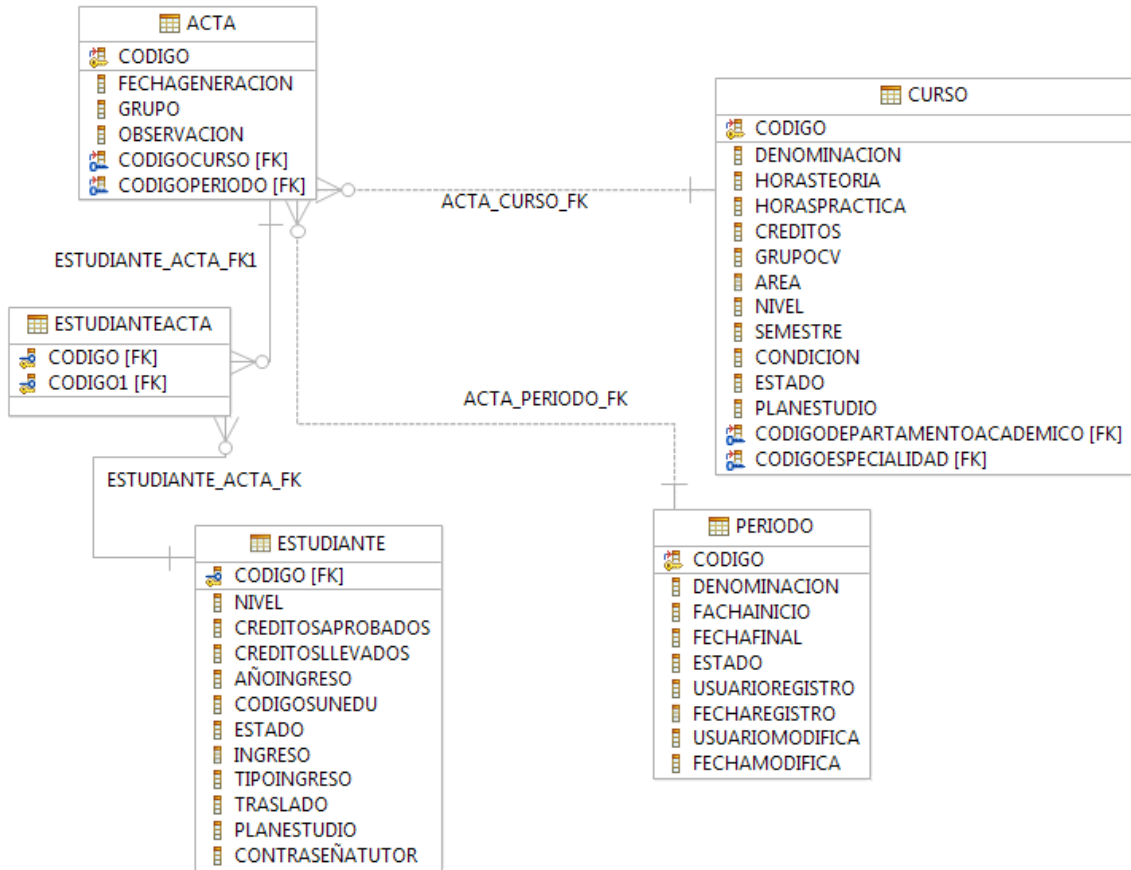 ACTA
CODIGO
FECHAGENERACION
GRUPO
OBSERVACION
CODIGOCURSO [FK]
CODIGOPERIODO [FK]
CURSO
CODIGO
DENOMINACION
HORASTEORIA
HORASPRACTICA
CREDITOS
GRUPOCV
AREA
NIVEL
SEMESTRE
CONDICION
ESTADO
PLANESTUDIO
CODIGODEPARTAMENTOACADEMICO [FK]
CODIGOESPECIALIDAD [FK]
ACTA_CURSO_FK
ESTUDIANTE_ACTA_FK1
ESTUDIANTEACTA
CODIGO [FK]
CODIGO1 [FK]
ACTA_PERIODO_FK
ESTUDIANTE_ACTA_FK
ESTUDIANTE
CODIGO [FK]
NIVEL
CREDITOSAPROBADOS
CREDITOSLLEVADOS
AÑOINGRESO
CODIGOSUNEDU
ESTADO
INGRESO
TIPOINGRESO
TRASLADO
PLANESTUDIO
CONTRASEÑATUTOR
PERIODO
CODIGO
DENOMINACION
FACHAINICIO
FECHAFINAL
ESTADO
USUARIOREGISTRO
FECHAREGISTRO
USUARIOMODIFICA
FECHAMODIFICA